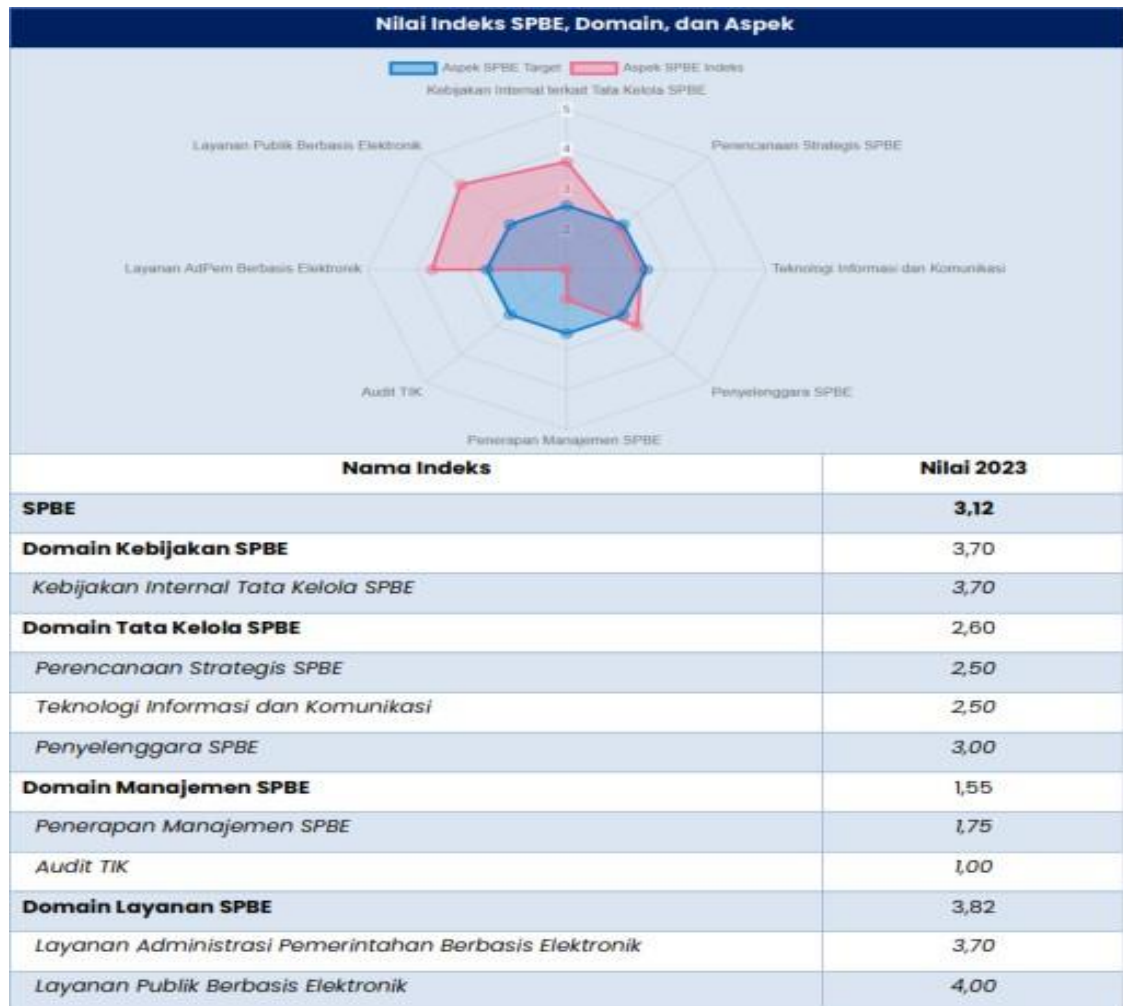 Nilai Indeks SPBE, Domain, dan Aspek
Aspek SPBE Target Aspek SPBE Indeks
Kebijakan Internal terkait Tata Kelola SPBE
5
Layanan Publik Berbasis Elektronik
4
Perencanaan Strategis SPBE
3
2
Layanan AdPem Berbasis Elektronik
Teknologi Informasi dan Komunikasi
Audit TIK
Penyelenggara SPBE
Penerapan Manajemen SPBE
Nama Indeks Nilai 2023
SPBE 3,12
Domain Kebijakan SPBE 3,70
Kebijakan Internal Tata Kelola SPBE 3,70
Domain Tata Kelola SPBE 2,60
Perencanaan Strategis SPBE 2,50
Teknologi Informasi dan Komunikasi 2,50
Penyelenggara SPBE 3,00
Domain Manajemen SPBE 1,55
Penerapan Manajemen SPBE 1,75
Audit TIK 1,00
Domain Layanan SPBE 3,82
Layanan Administrasi Pemerintahan Berbasis Elektronik 3,70
Layanan Publik Berbasis Elektronik 4,00